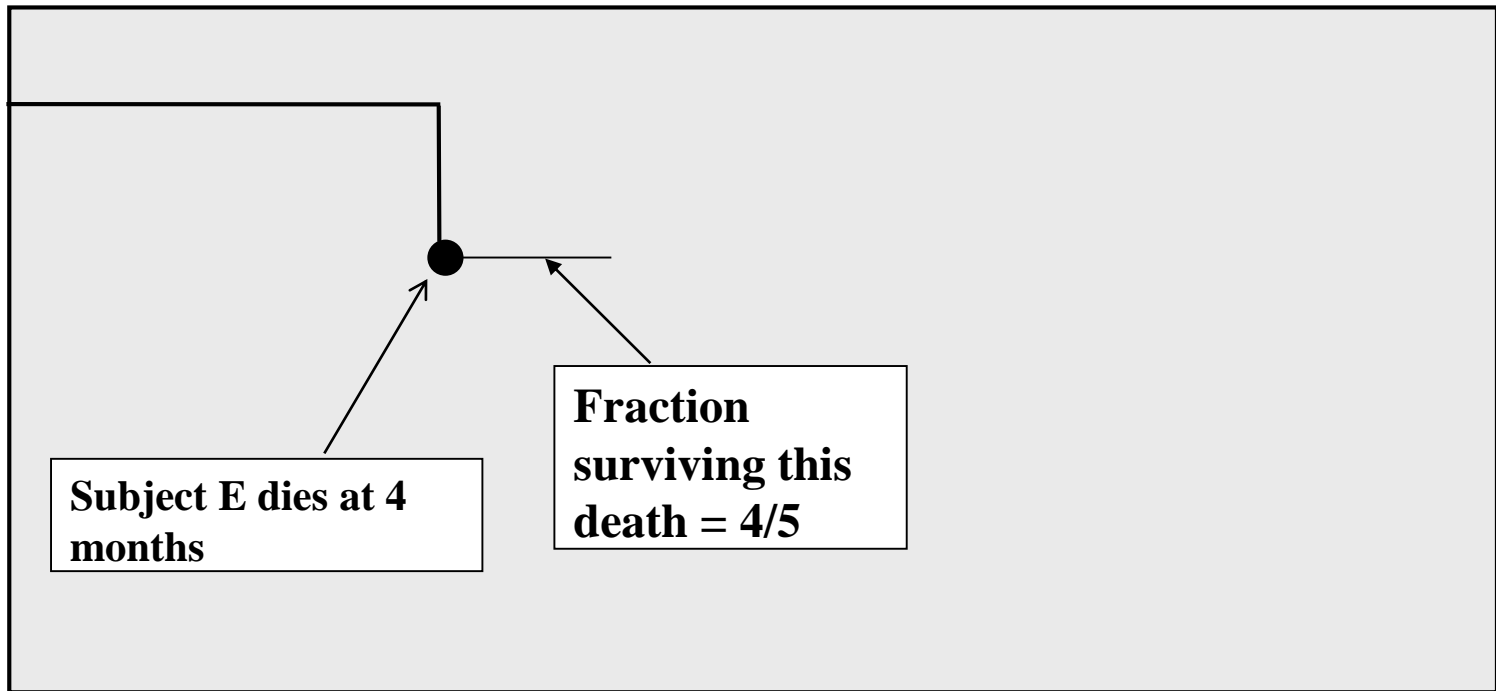 Fraction
surviving this
death = 4/5
Subject E dies at 4
months